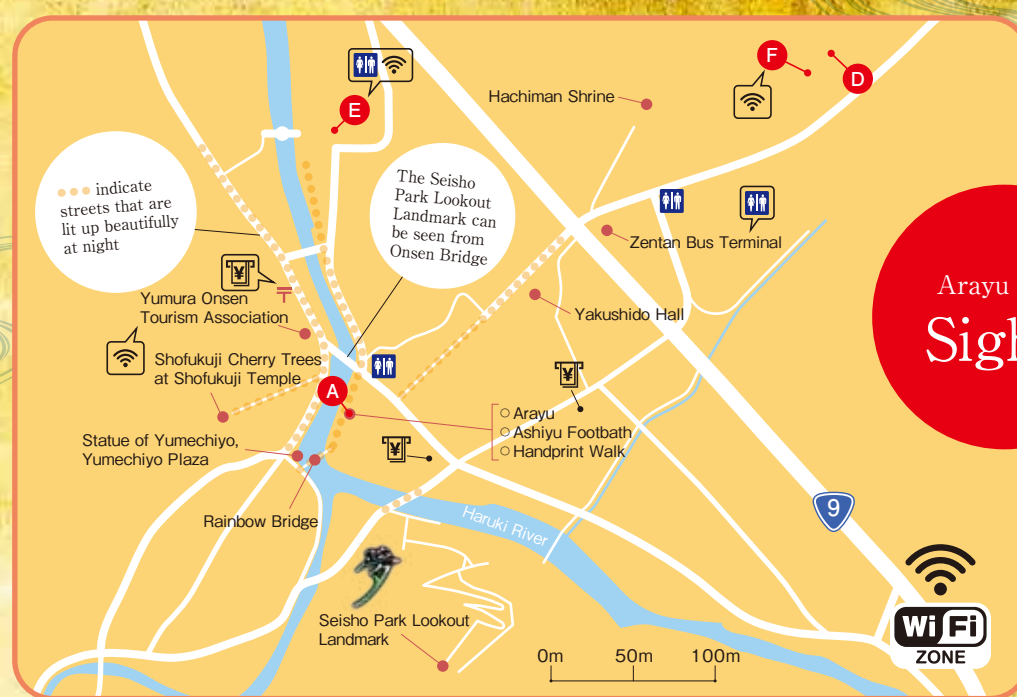 F
D
E
Hachiman Shrine
indicate
streets that are
lit up beautifully
at night
The Seisho
Park Lookout
Landmark can
be seen from
Onsen Bridge
Zentan Bus Terminal
¥
〒
Yumura Onsen
Tourism Association
Yakushido Hall
Arayu
Sigh
Shofukuji Cherry Trees
at Shofukuji Temple
¥
A
Arayu
Ashiyu Footbath
Handprint Walk
Statue of Yumechiyo,
Yumechiyo Plaza
¥
Rainbow Bridge
Haruki River
9
Seisho Park Lookout
Landmark
0m 50m 100m
Wi Fi
ZONE